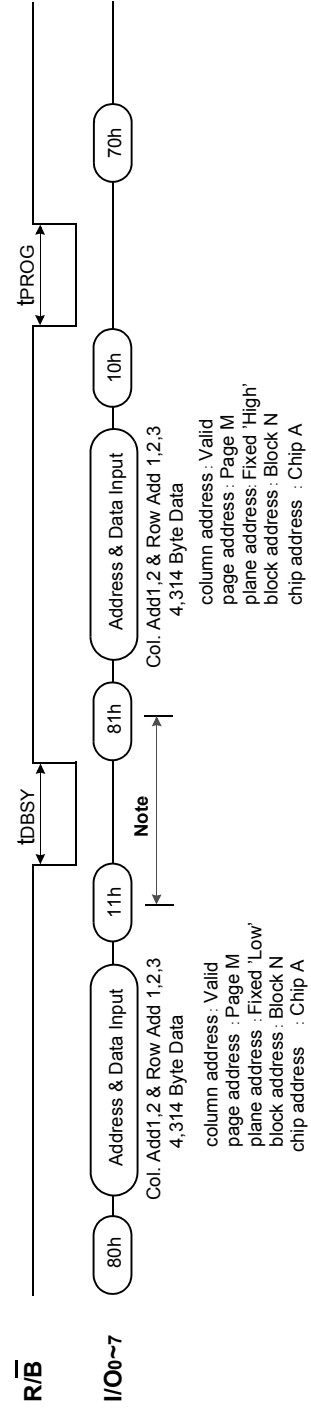 R/B
tDBSY
tPROG
I/O0~7
80h
Address & Data Input
11h
81h
Address & Data Input
10h
70h
Col. Add1,2 & Row Add 1,2,3
4,314 Byte Data
Note
Col. Add1,2 & Row Add 1,2,3
4,314 Byte Data
column address : Valid
page address : Page M
plane address : Fixed 'Low'
block address : Block N
chip address : Chip A
column address : Valid
page address : Page M
plane address: Fixed 'High'
block address : Block N
chip address : Chip A